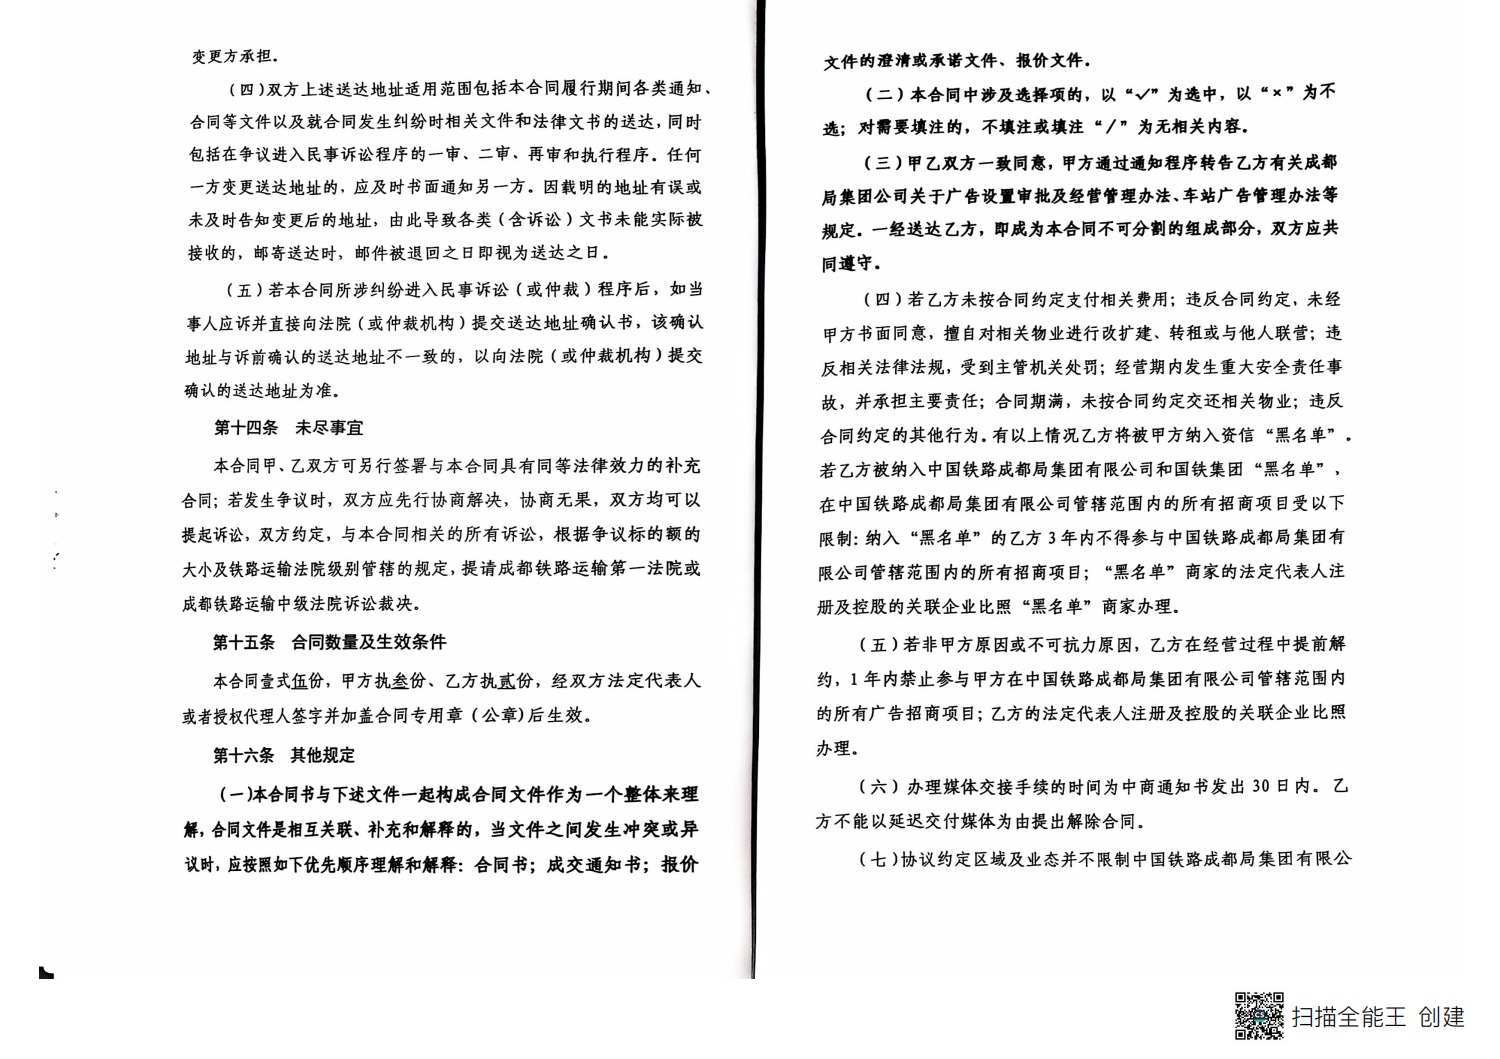 变更方承担。
（四）双方上述送达地址适用范围包括本合同履行期间各类通知、
合同等文件以及就合同发生纠纷时相关文件和法律文书的送达，同时
包括在争议进入民事诉讼程序的一审、二审、再审和执行程序。任何
一方变更送达地址的，应及时书面通知另一方。因载明的地址有误或
未及时告知变更后的地址，由此导致各类（含诉讼）文书未能实际被
接收的，邮寄送达时，邮件被退回之日即视为送达之日。
（五）若本合同所涉纠纷进入民事诉讼（或仲裁）程序后，如当
事人应诉并直接向法院（或仲裁机构）提交送达地址确认书，该确认
地址与诉前确认的送达地址不一致的，以向法院（或仲裁机构）提交
确认的送达地址为准。
第十四条 未尽事宜
本合同甲、乙双方可另行签署与本合同具有同等法律效力的补充
合同；若发生争议时，双方应先行协商解决，协商无果，双方均可以
提起诉讼，双方约定，与本合同相关的所有诉讼，根据争议标的额的
大小及铁路运输法院级别管辖的规定，提请成都铁路运输第一法院或
成都铁路运输中级法院诉讼裁决。
第十五条 合同数量及生效条件
本合同壹式伍份，甲方执叁份、乙方执贰份，经双方法定代表人
或者授权代理人签字并加盖合同专用章（公章）后生效。
第十六条 其他规定
（一）本合同书与下述文件一起构成合同文件作为一个整体来理
解，合同文件是相互关联、补充和解释的，当文件之间发生冲突或异
议时，应按照如下优先顺序理解和解释：合同书；成交通知书；报价
文件的澄清或承诺文件、报价文件。
（二）本合同中涉及选择项的，以“✓”为选中，以“×”为不
选；对需要填注的，不填注或填注“/”为无相关内容。
（三）甲乙双方一致同意，甲方通过通知程序转告乙方有关成都
局集团公司关于广告设置审批及经营管理办法、车站广告管理办法等
规定。一经送达乙方，即成为本合同不可分割的组成部分，双方应共
同遵守。
（四）若乙方未按合同约定支付相关费用；违反合同约定，未经
甲方书面同意，擅自对相关物业进行改扩建、转租或与他人联营；违
反相关法律法规，受到主管机关处罚；经营期内发生重大安全责任事
故，并承担主要责任；合同期满，未按合同约定交还相关物业；违反
合同约定的其他行为。有以上情况乙方将被甲方纳入资信“黑名单”。
若乙方被纳入中国铁路成都局集团有限公司和国铁集团“黑名单”，
在中国铁路成都局集团有限公司管辖范围内的所有招商项目受以下
限制：纳入“黑名单”的乙方 3 年内不得参与中国铁路成都局集团有
限公司管辖范围内的所有招商项目；“黑名单”商家的法定代表人注
册及控股的关联企业比照“黑名单”商家办理。
（五）若非甲方原因或不可抗力原因，乙方在经营过程中提前解
约，1 年内禁止参与甲方在中国铁路成都局集团有限公司管辖范围内
的所有广告招商项目；乙方的法定代表人注册及控股的关联企业比照
办理。
（六）办理媒体交接手续的时间为中商通知书发出 30 日内。乙
方不能以延迟交付媒体为由提出解除合同。
（七）协议约定区域及业态并不限制中国铁路成都局集团有限公
扫描全能王 创建